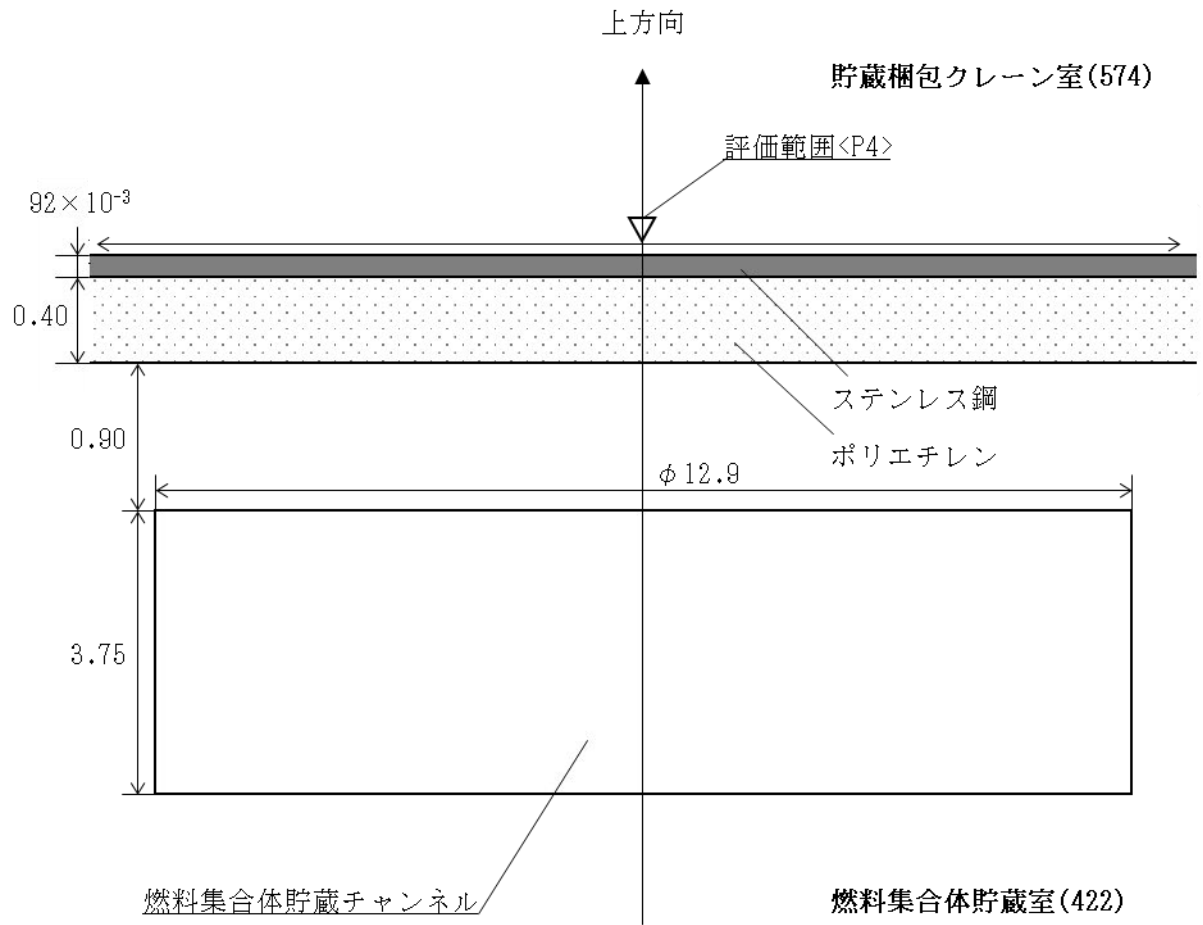 上方向
貯蔵梱包クレーン室(574)
評価範囲<P4>
92×10⁻³
0.40
ステンレス鋼
0.90
ポリエチレン
φ12.9
3.75
燃料集合体貯蔵チャンネル
燃料集合体貯蔵室(422)